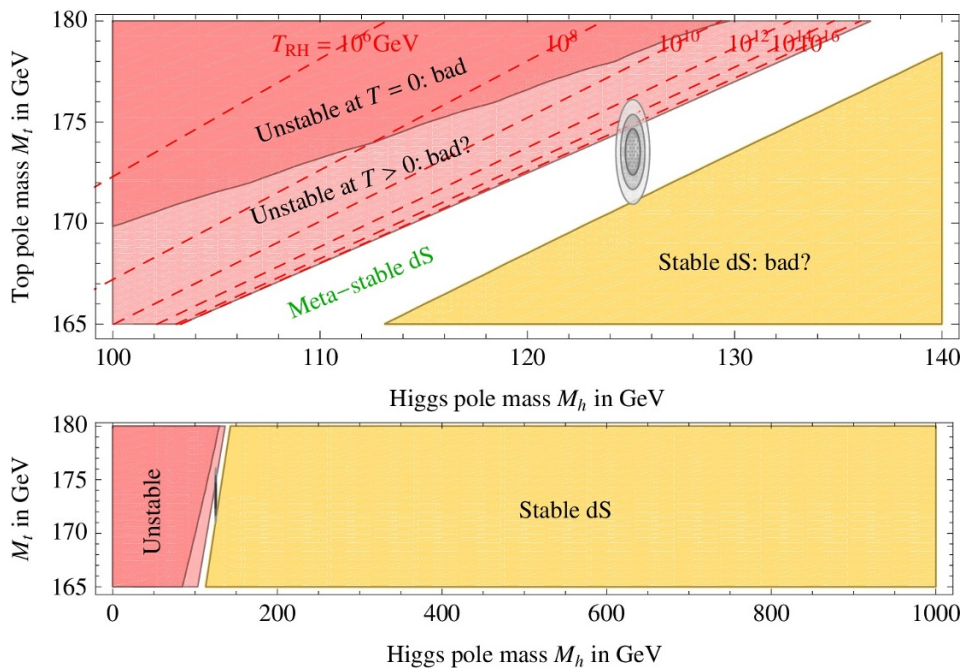 180
175
170
165
Top pole mass M_t in GeV
T_RH = 10^6 GeV
10^8
10^10
10^12
10^14
10^16
Unstable at T = 0: bad
Unstable at T > 0: bad?
Meta-stable dS
Stable dS: bad?
100
110
120
130
140
Higgs pole mass M_h in GeV
180
175
170
165
M_t in GeV
Unstable
Stable dS
0
200
400
600
800
1000
Higgs pole mass M_h in GeV